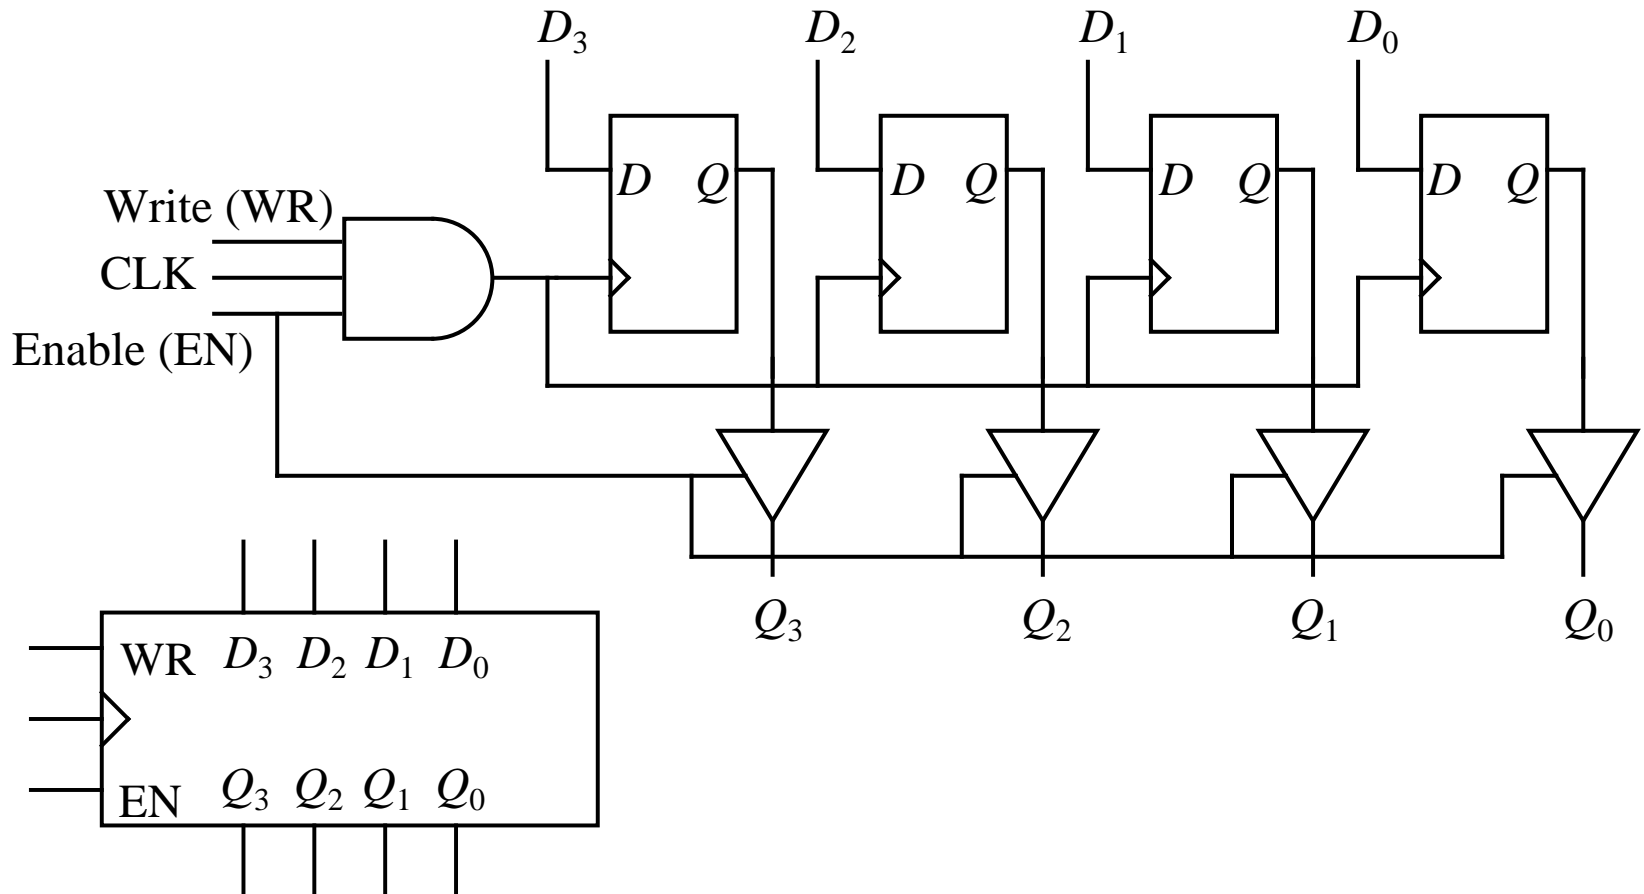 D₃ D₂ D₁ D₀
D Q D Q D Q D Q
Write (WR)
CLK
Enable (EN)
Q₃ Q₂ Q₁ Q₀
WR D₃ D₂ D₁ D₀
EN Q₃ Q₂ Q₁ Q₀